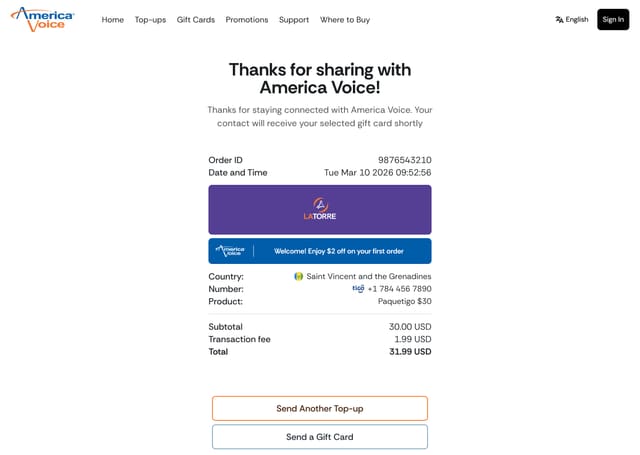 America Voice
Home Top-ups Gift Cards Promotions Support Where to Buy
English
Sign In
Thanks for sharing with
America Voice!
Thanks for staying connected with America Voice. Your
contact will receive your selected gift card shortly
Order ID 9876543210
Date and Time Tue Mar 10 2026 09:52:56
LATORRE
America Voice Welcome! Enjoy $2 off on your first order
Country: Saint Vincent and the Grenadines
Number: tigo +1 784 456 7890
Product: Paquetigo $30
Subtotal 30.00 USD
Transaction fee 1.99 USD
Total 31.99 USD
Send Another Top-up
Send a Gift Card